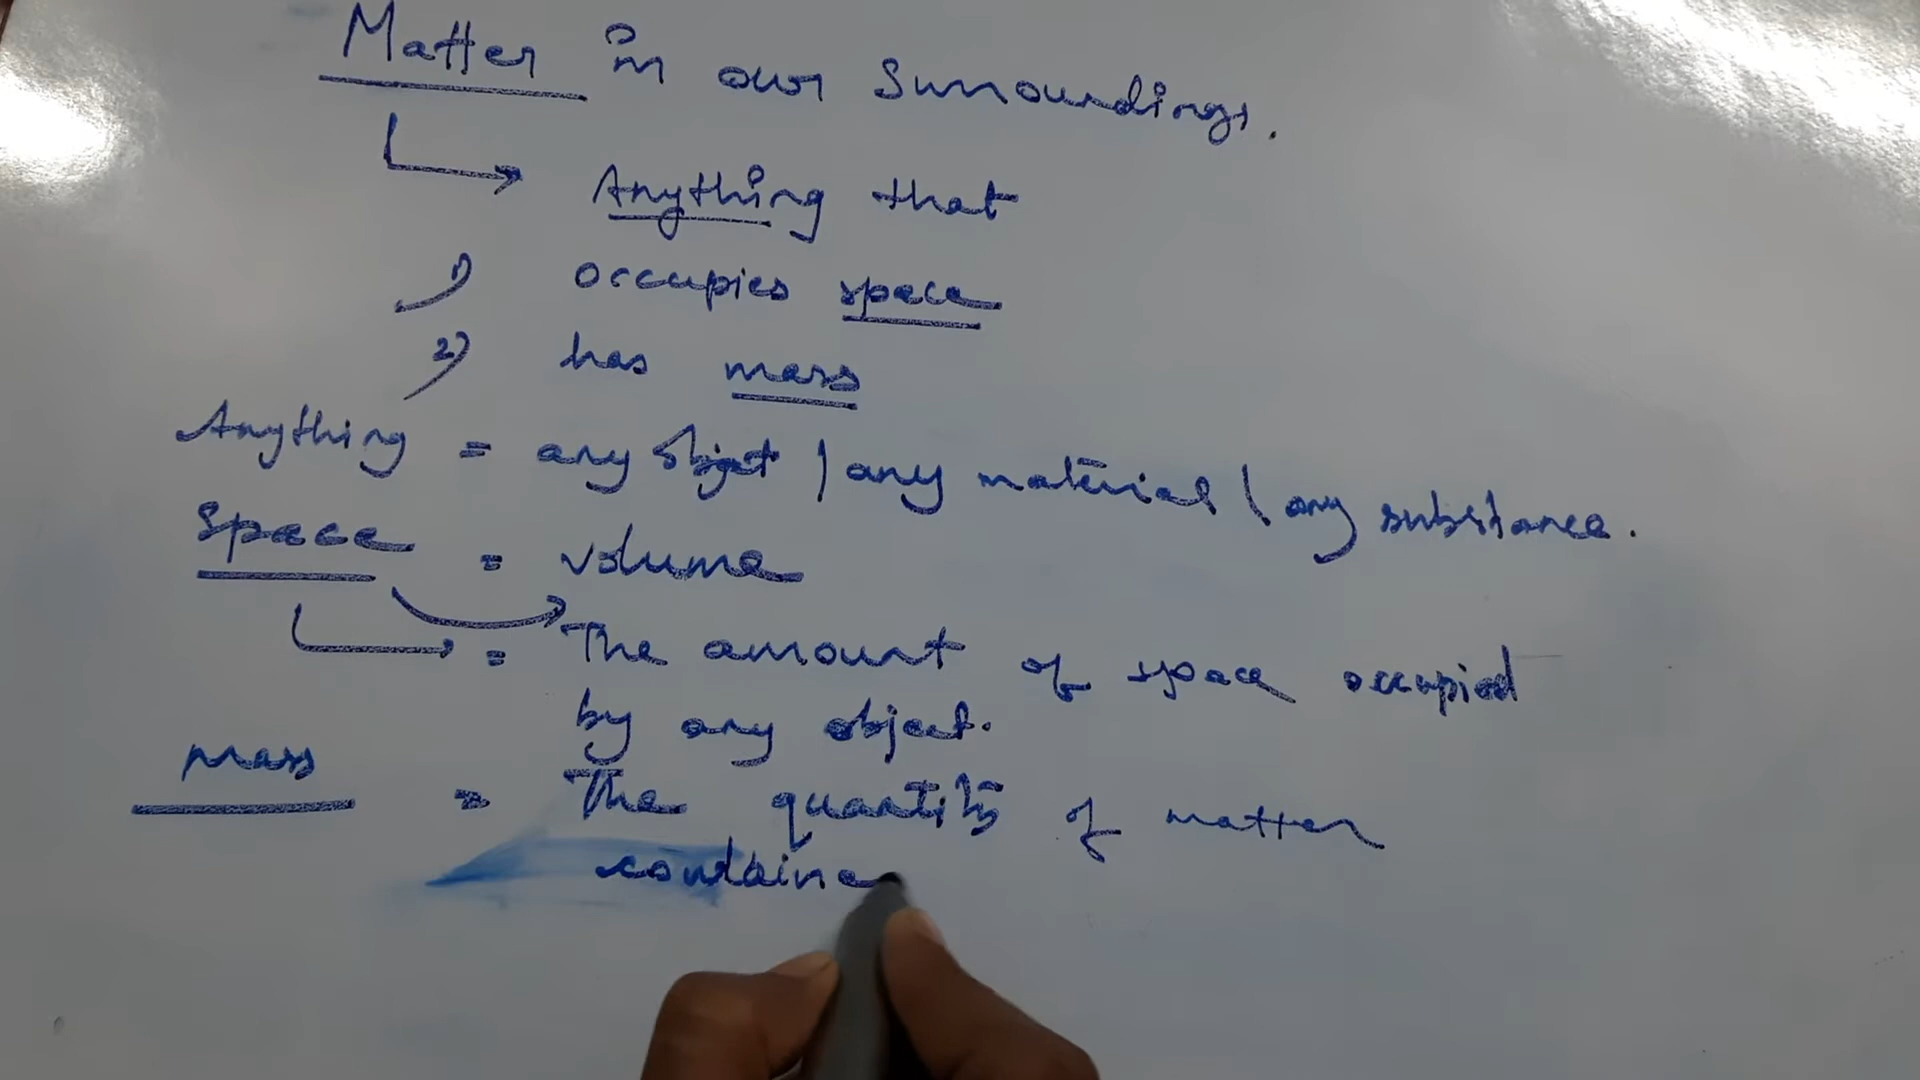 Matter in our Surroundings.
Anything that
1) occupies space
2) has mass
Anything = any object | any material | any substance.
Space = volume
= The amount of space occupied
by any object.
Mass = The quantity of matter
containe